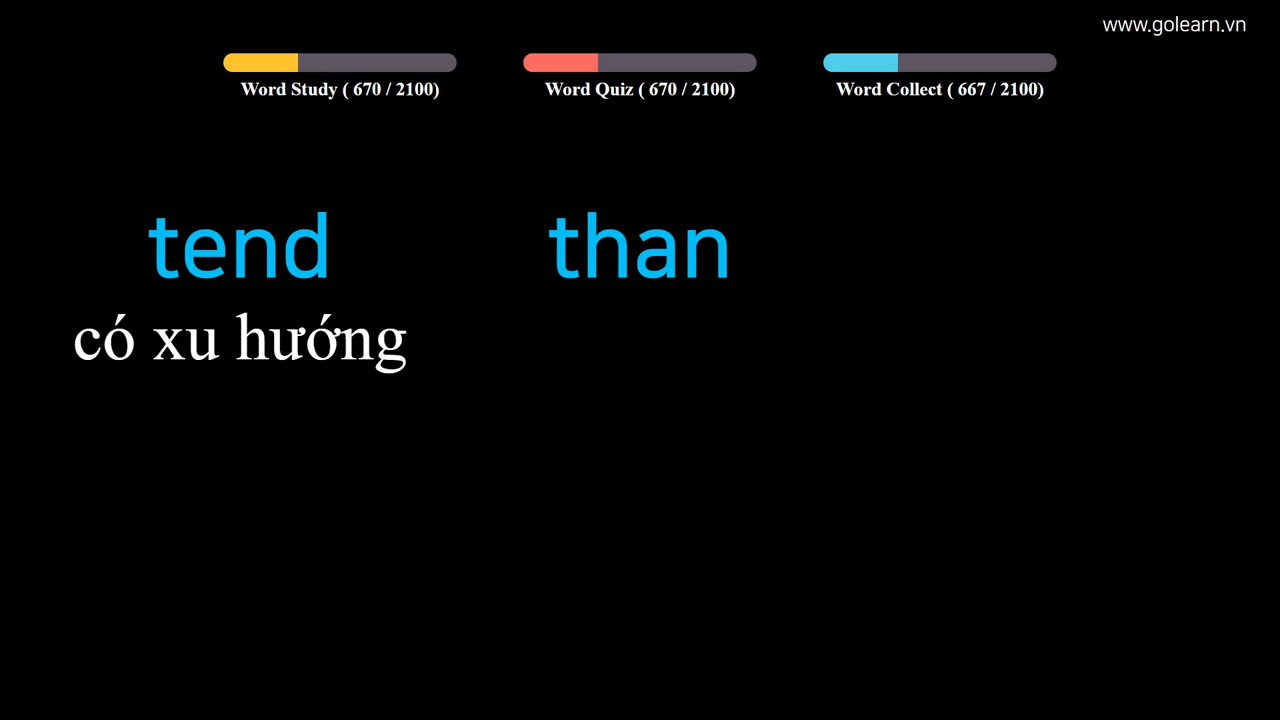 www.golearn.vn
Word Study ( 670 / 2100)
Word Quiz ( 670 / 2100)
Word Collect ( 667 / 2100)
tend
than
có xu hướng